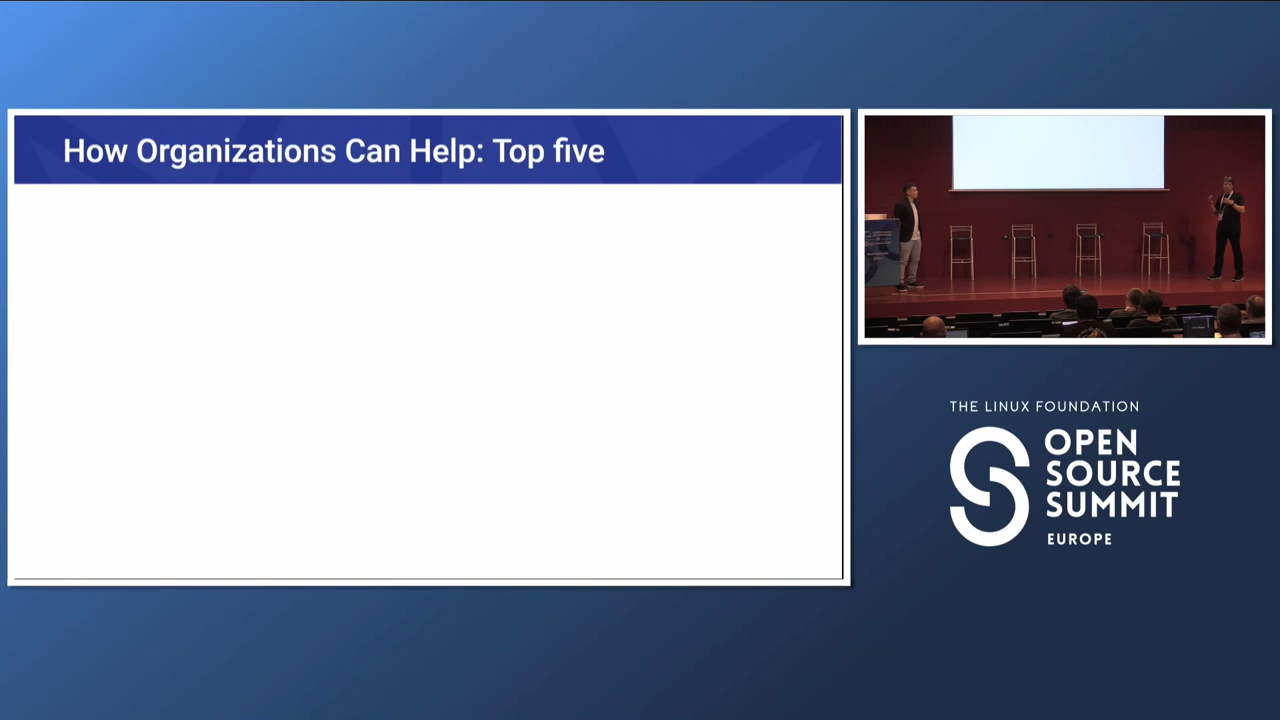 How Organizations Can Help: Top five
THE LINUX FOUNDATION
OPEN
SOURCE
SUMMIT
EUROPE